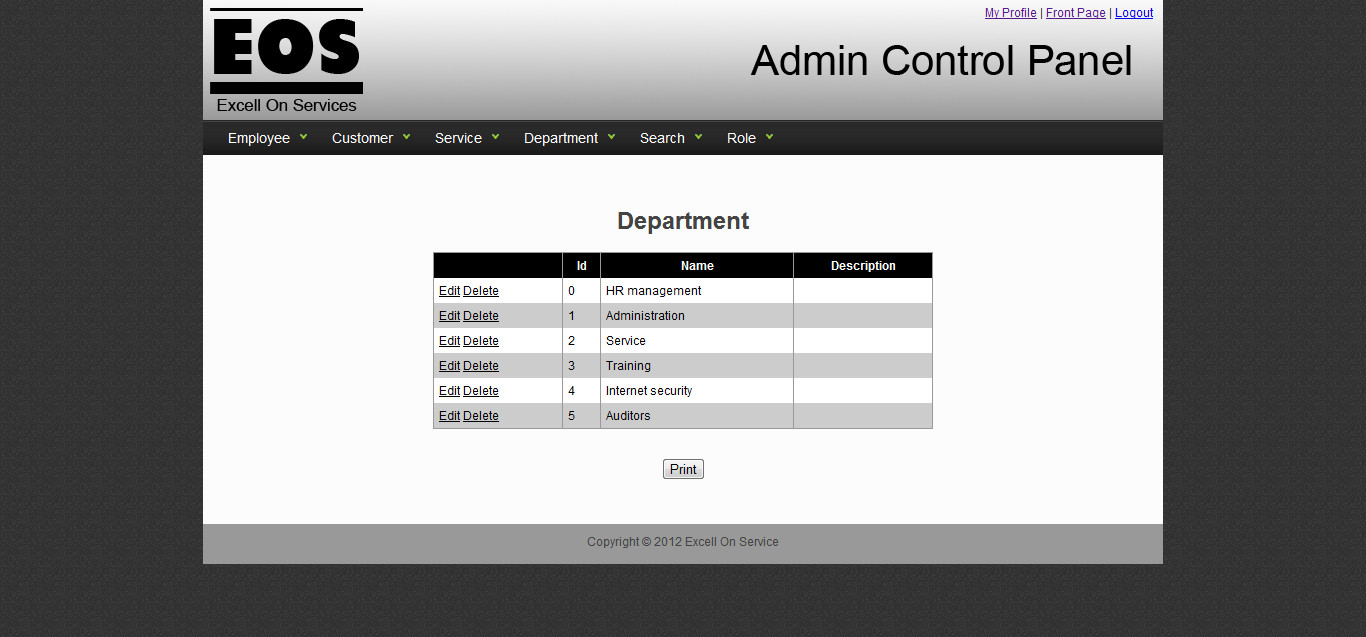 EOS
Excell On Services
My Profile | Front Page | Logout
Admin Control Panel
Employee Customer Service Department Search Role
Department
Id Name Description
Edit Delete 0 HR management
Edit Delete 1 Administration
Edit Delete 2 Service
Edit Delete 3 Training
Edit Delete 4 Internet security
Edit Delete 5 Auditors
Print
Copyright © 2012 Excell On Service